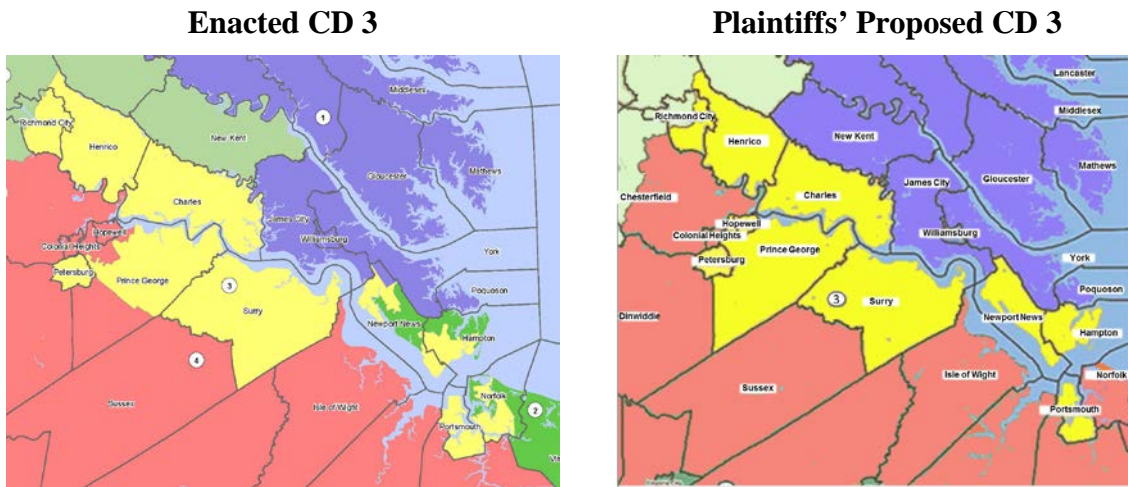 Enacted CD 3
Plaintiffs' Proposed CD 3
Middlesex
1
Richmond City
New Kent
Henrico
Gloucester
Mathews
Charles
James City
Hopewell
Williamsburg
Colonial Heights
York
Petersburg
Prince George
3
Poquoson
Surry
Newport News
Hampton
4
Sussex
Norfolk
2
Isle of Wight
Portsmouth
Lancaster
Middlesex
Richmond City
Henrico
New Kent
Mathews
James City
Gloucester
Chesterfield
Charles
Hopewell
Colonial Heights
Williamsburg
Prince George
Petersburg
York
Poquoson
3
Surry
Dinwiddie
Newport News
Hampton
Isle of Wight
Norfolk
Sussex
Portsmouth